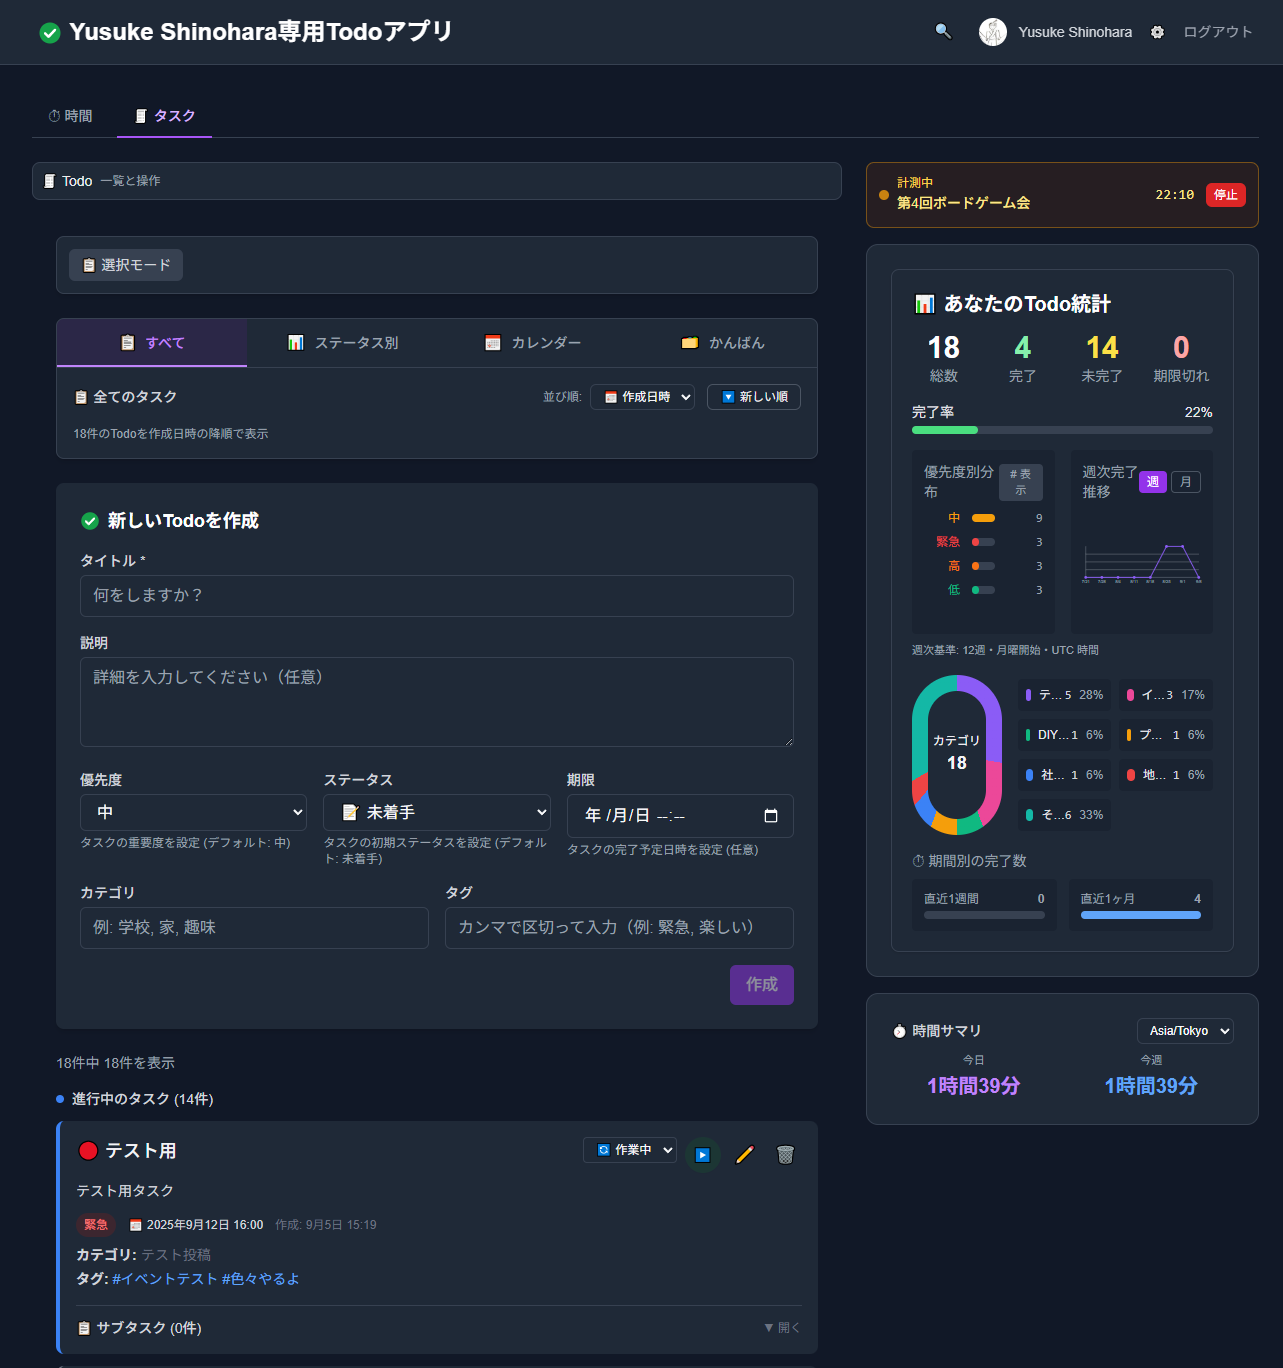 Yusuke Shinohara専用Todoアプリ
Yusuke Shinohara
ログアウト
時間
タスク
Todo 一覧と操作
選択モード
すべて
ステータス別
カレンダー
かんばん
全てのタスク
並び順:
作成日時
新しい順
18件のTodoを作成日時の降順で表示
新しいTodoを作成
タイトル *
何をしますか？
説明
詳細を入力してください（任意）
優先度
ステータス
期限
中
未着手
年 /月/日 --:--
タスクの重要度を設定 (デフォルト: 中)
タスクの初期ステータスを設定 (デフォル
ト: 未着手)
タスクの完了予定日時を設定 (任意)
カテゴリ
タグ
例: 学校, 家, 趣味
カンマで区切って入力（例: 緊急, 楽しい）
作成
18件中 18件を表示
進行中のタスク (14件)
テスト用
作業中
テスト用タスク
緊急
2025年9月12日 16:00
作成: 9月5日 15:19
カテゴリ: テスト投稿
タグ: #イベントテスト #色々やるよ
サブタスク (0件)
▼ 開く
計測中
第4回ボードゲーム会
22:10
停止
あなたのTodo統計
18
4
14
0
総数
完了
未完了
期限切れ
完了率
22%
優先度別分
布
# 表
示
中 9
緊急 3
高 3
低 3
週次完了
推移
週
月
週次基準: 12週・月曜開始・UTC 時間
カテゴリ
18
テ... 5 28%
イ... 3 17%
DIY... 1 6%
プ... 1 6%
社... 1 6%
地... 1 6%
そ... 6 33%
期間別の完了数
直近1週間 0
直近1ヶ月 4
時間サマリ
Asia/Tokyo
今日
今週
1時間39分
1時間39分